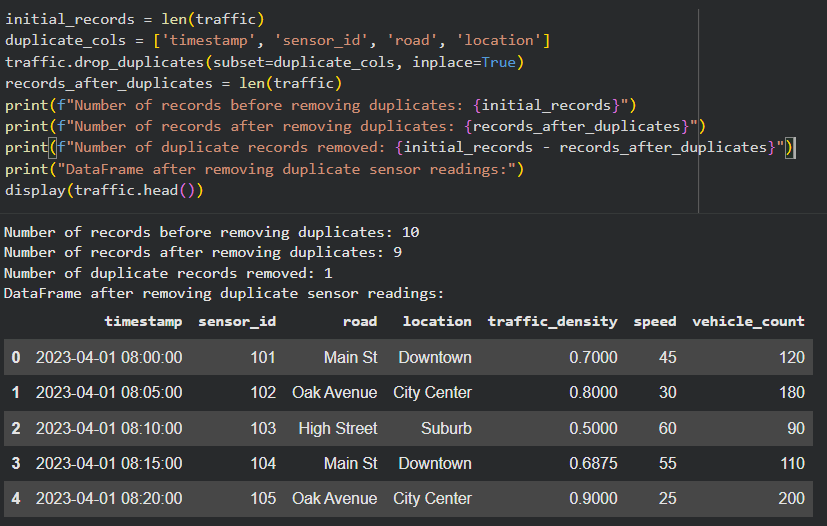 initial_records = len(traffic)
duplicate_cols = ['timestamp', 'sensor_id', 'road', 'location']
traffic.drop_duplicates(subset=duplicate_cols, inplace=True)
records_after_duplicates = len(traffic)
print(f"Number of records before removing duplicates: {initial_records}")
print(f"Number of records after removing duplicates: {records_after_duplicates}")
print(f"Number of duplicate records removed: {initial_records - records_after_duplicates}")
print("DataFrame after removing duplicate sensor readings:")
display(traffic.head())
Number of records before removing duplicates: 10
Number of records after removing duplicates: 9
Number of duplicate records removed: 1
DataFrame after removing duplicate sensor readings:
timestamp sensor_id road location traffic_density speed vehicle_count
0 2023-04-01 08:00:00 101 Main St Downtown 0.7000 45 120
1 2023-04-01 08:05:00 102 Oak Avenue City Center 0.8000 30 180
2 2023-04-01 08:10:00 103 High Street Suburb 0.5000 60 90
3 2023-04-01 08:15:00 104 Main St Downtown 0.6875 55 110
4 2023-04-01 08:20:00 105 Oak Avenue City Center 0.9000 25 200